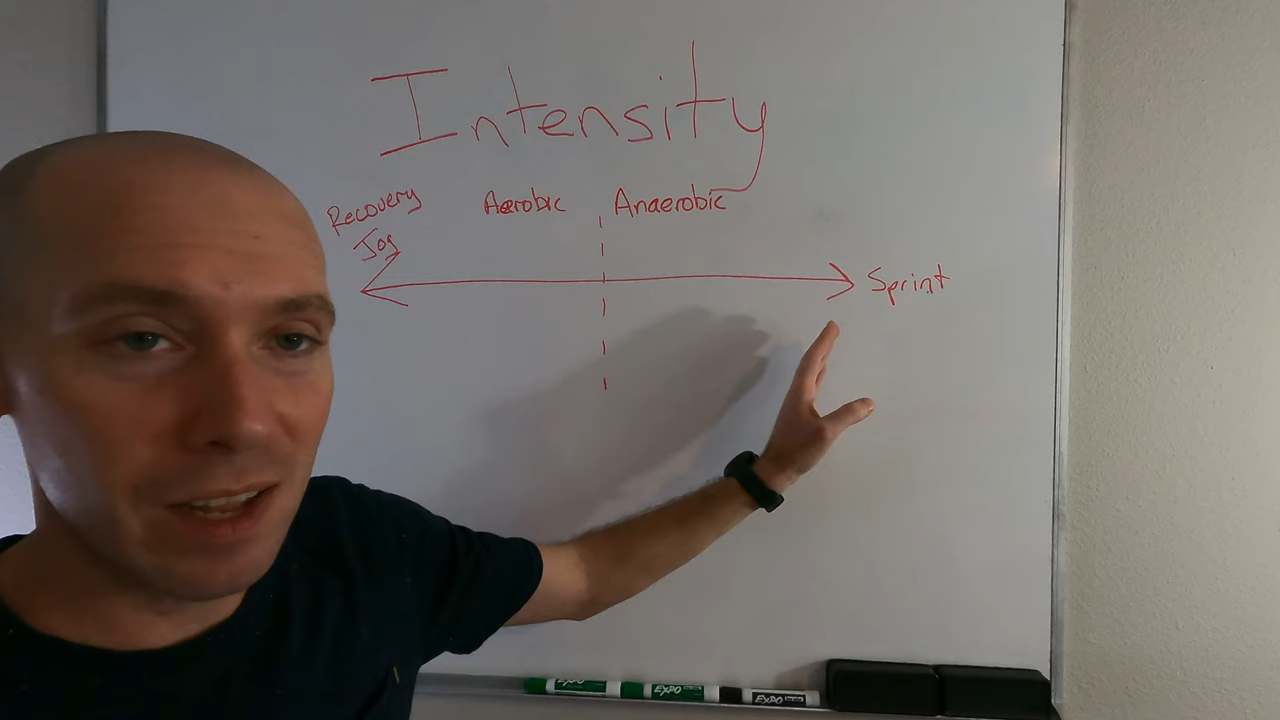 Intensity
Recovery Jog
Aerobic
Anaerobic
Sprint
EXPO
EXPO
EXPO